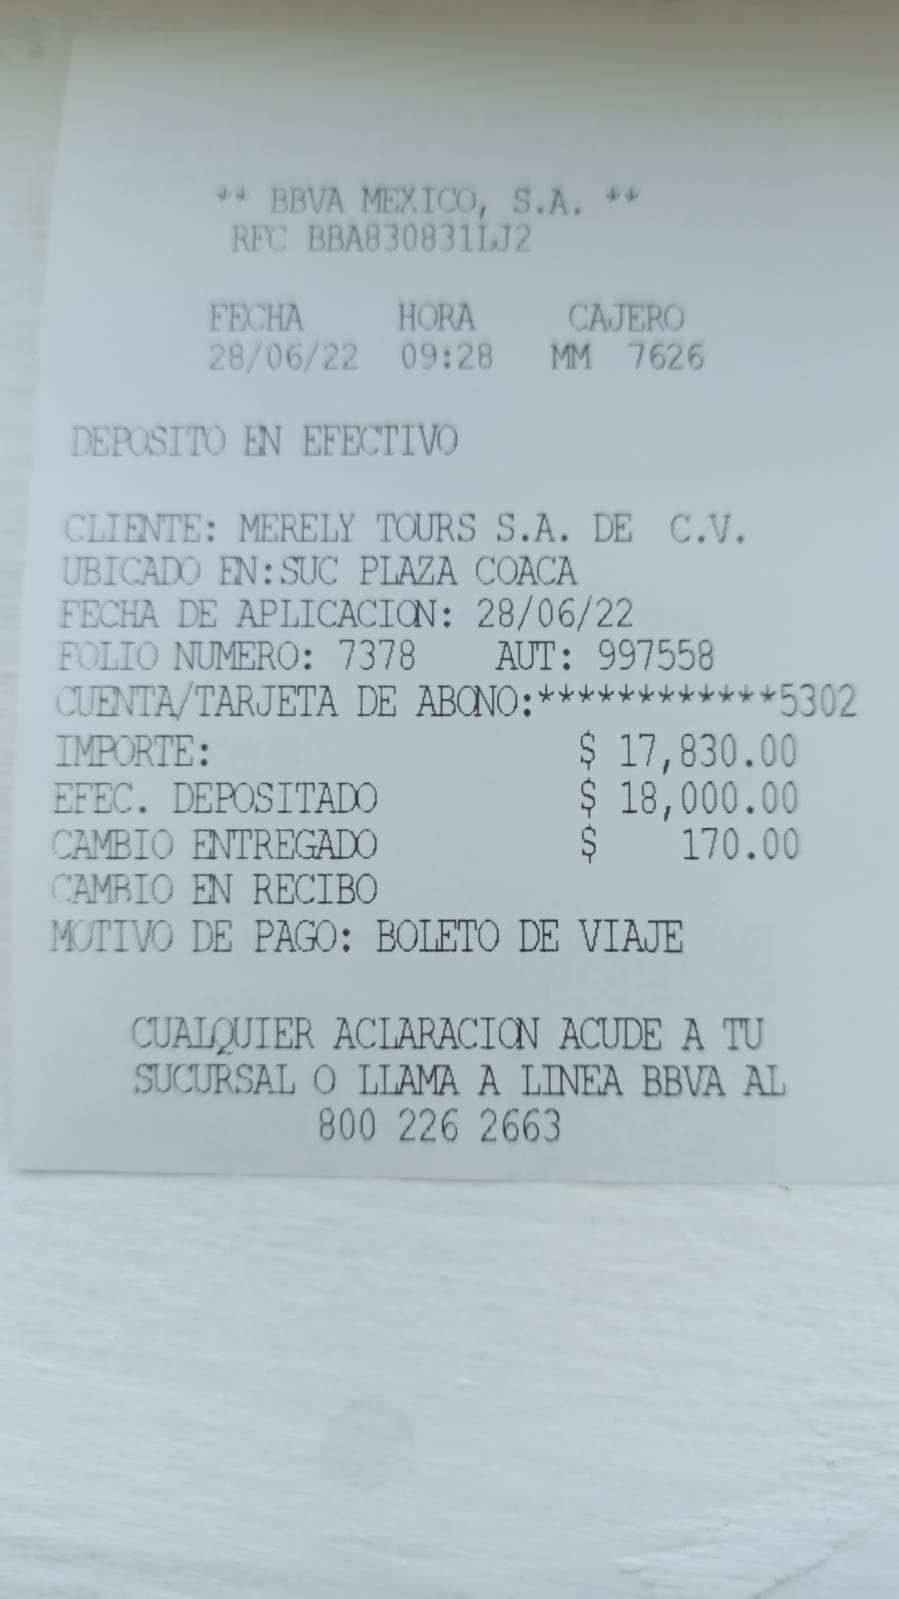 ** BBVA MEXICO, S.A. **
RFC BBA830831LJ2
FECHA HORA CAJERO
28/06/22 09:28 MM 7626
DEPOSITO EN EFECTIVO
CLIENTE: MERELY TOURS S.A. DE C.V.
UBICADO EN:SUC PLAZA COACA
FECHA DE APLICACION: 28/06/22
FOLIO NUMERO: 7378 AUT: 997558
CUENTA/TARJETA DE ABONO:************5302
IMPORTE: $ 17,830.00
EFEC. DEPOSITADO $ 18,000.00
CAMBIO ENTREGADO $ 170.00
CAMBIO EN RECIBO
MOTIVO DE PAGO: BOLETO DE VIAJE
CUALQUIER ACLARACION ACUDE A TU
SUCURSAL O LLAMA A LINEA BBVA AL
800 226 2663